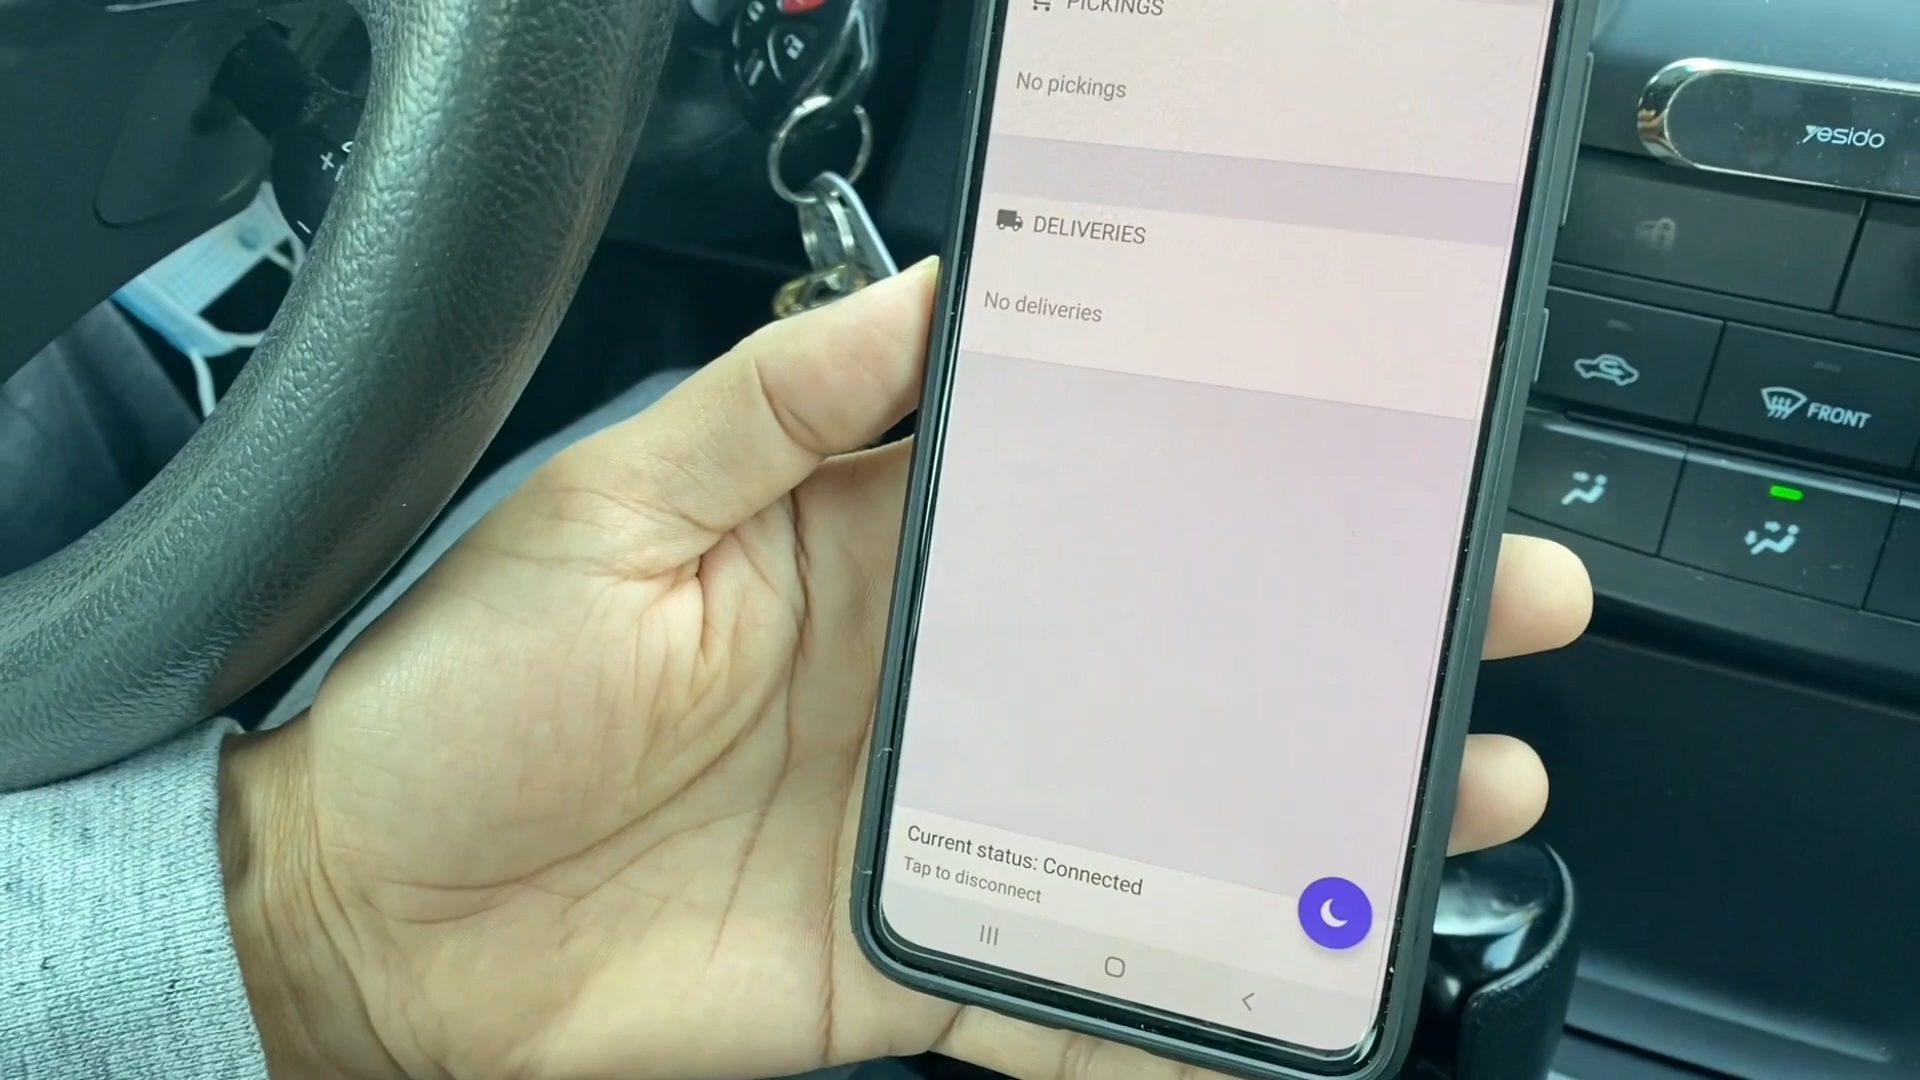 PICKINGS
No pickings
DELIVERIES
No deliveries
Current status: Connected
Tap to disconnect
yesido
FRONT